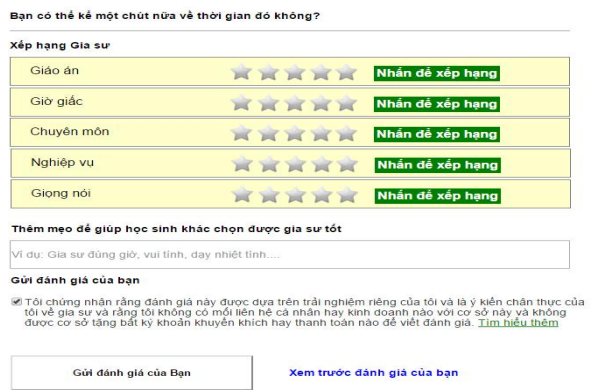 Bạn có thể kể một chút nữa về thời gian đó không?
Xếp hạng Gia sư
Giáo án Nhấn để xếp hạng
Giờ giấc Nhấn để xếp hạng
Chuyên môn Nhấn để xếp hạng
Nghiệp vụ Nhấn để xếp hạng
Giọng nói Nhấn để xếp hạng
Thêm mẹo để giúp học sinh khác chọn được gia sư tốt
Ví dụ: Gia sư đúng giờ, vui tính, dạy nhiệt tình....
Gửi đánh giá của bạn
Tôi chứng nhận rằng đánh giá này được dựa trên trải nghiệm riêng của tôi và là ý kiến chân thực của
tôi về gia sư và rằng tôi không có mối liên hệ cá nhân hay kinh doanh nào với cơ sở này và không
được cơ sở tặng bất kỳ khoản khuyến khích hay thanh toán nào để viết đánh giá. Tìm hiểu thêm
Gửi đánh giá của Bạn Xem trước đánh giá của bạn